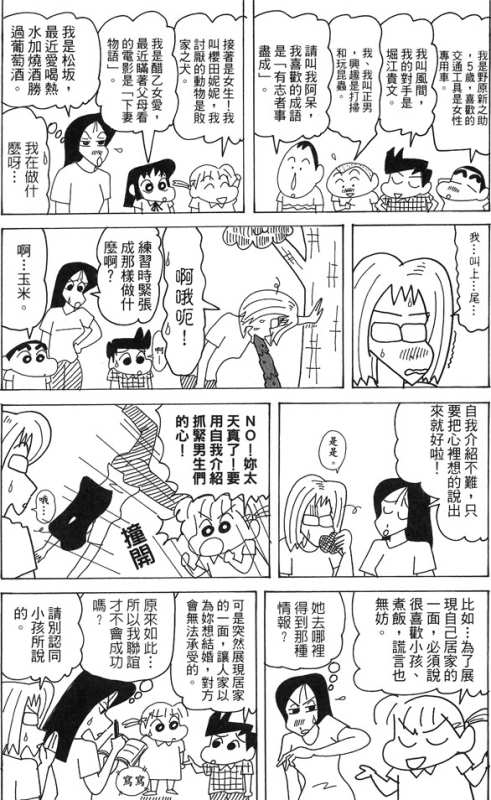 我是野原新之助
，5歲，喜歡的
交通工具是女性
專用車。
我叫風間，
我的對手是
堀江貴文。
我、我正男
，興趣是打掃
和玩昆蟲。
請叫我阿呆，
我喜歡的成語
是「有志者事
盡成」。
接著是女生！我
叫櫻田妮妮，我
討厭的動物是敗
家之犬。
我是醋乙女愛，
最近瞞著父母看
的電影是「下妻
物語」。
我是松坂，
最近愛喝熱
水加燒酒勝
過葡萄酒。
我在做什
麼呀…
我…叫上…尾…
啊哦呃！
練習時緊張
成那樣做什
麼啊？
啊…
啊…玉米。
自我介紹不難，只
要把心裡想的說出
來就好啦！
是是。
NO！妳太
天真了！要
用自我介紹
抓緊男生們
的心！
撞開
哦…
比如…為了展
現自己居家的
一面，必須說
很喜歡小孩、
煮飯，謊言也
無妨。
她去哪裡
得到那種
情報？
可是突然展現居家
的一面，讓人家以
為妳想結婚，對方
會無法承受的。
原來如此…
所以我聯誼
才不會成功
嗎？
寫寫
請別認同
小孩所說
的。